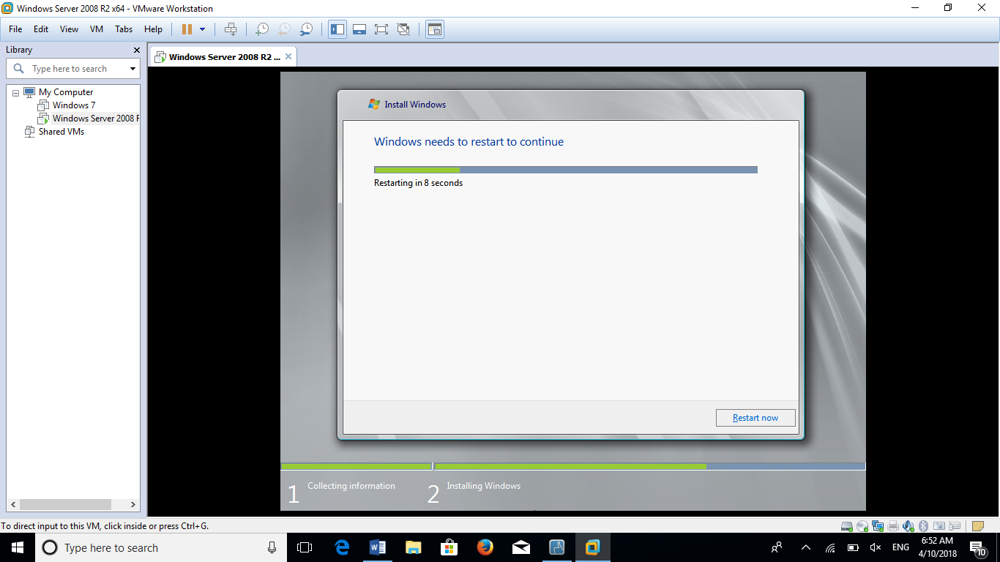 Windows Server 2008 R2 x64 - VMware Workstation
File Edit View VM Tabs Help
Library
Type here to search
My Computer
Windows 7
Windows Server 2008 R
Shared VMs
Windows Server 2008 R2 ...
Install Windows
Windows needs to restart to continue
Restarting in 8 seconds
Restart now
1 Collecting information
2 Installing Windows
To direct input to this VM, click inside or press Ctrl+G.
Type here to search
ENG
6:52 AM
4/10/2018
10